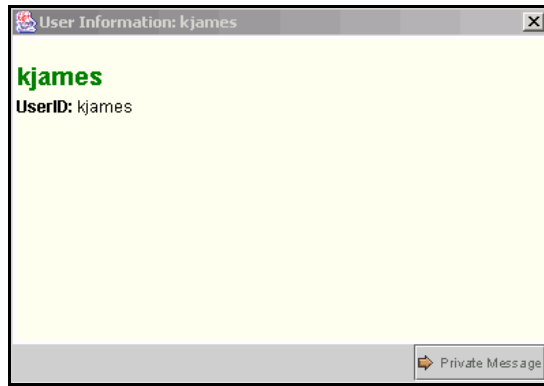 User Information: kjames
kjames
UserID: kjames
Private Message